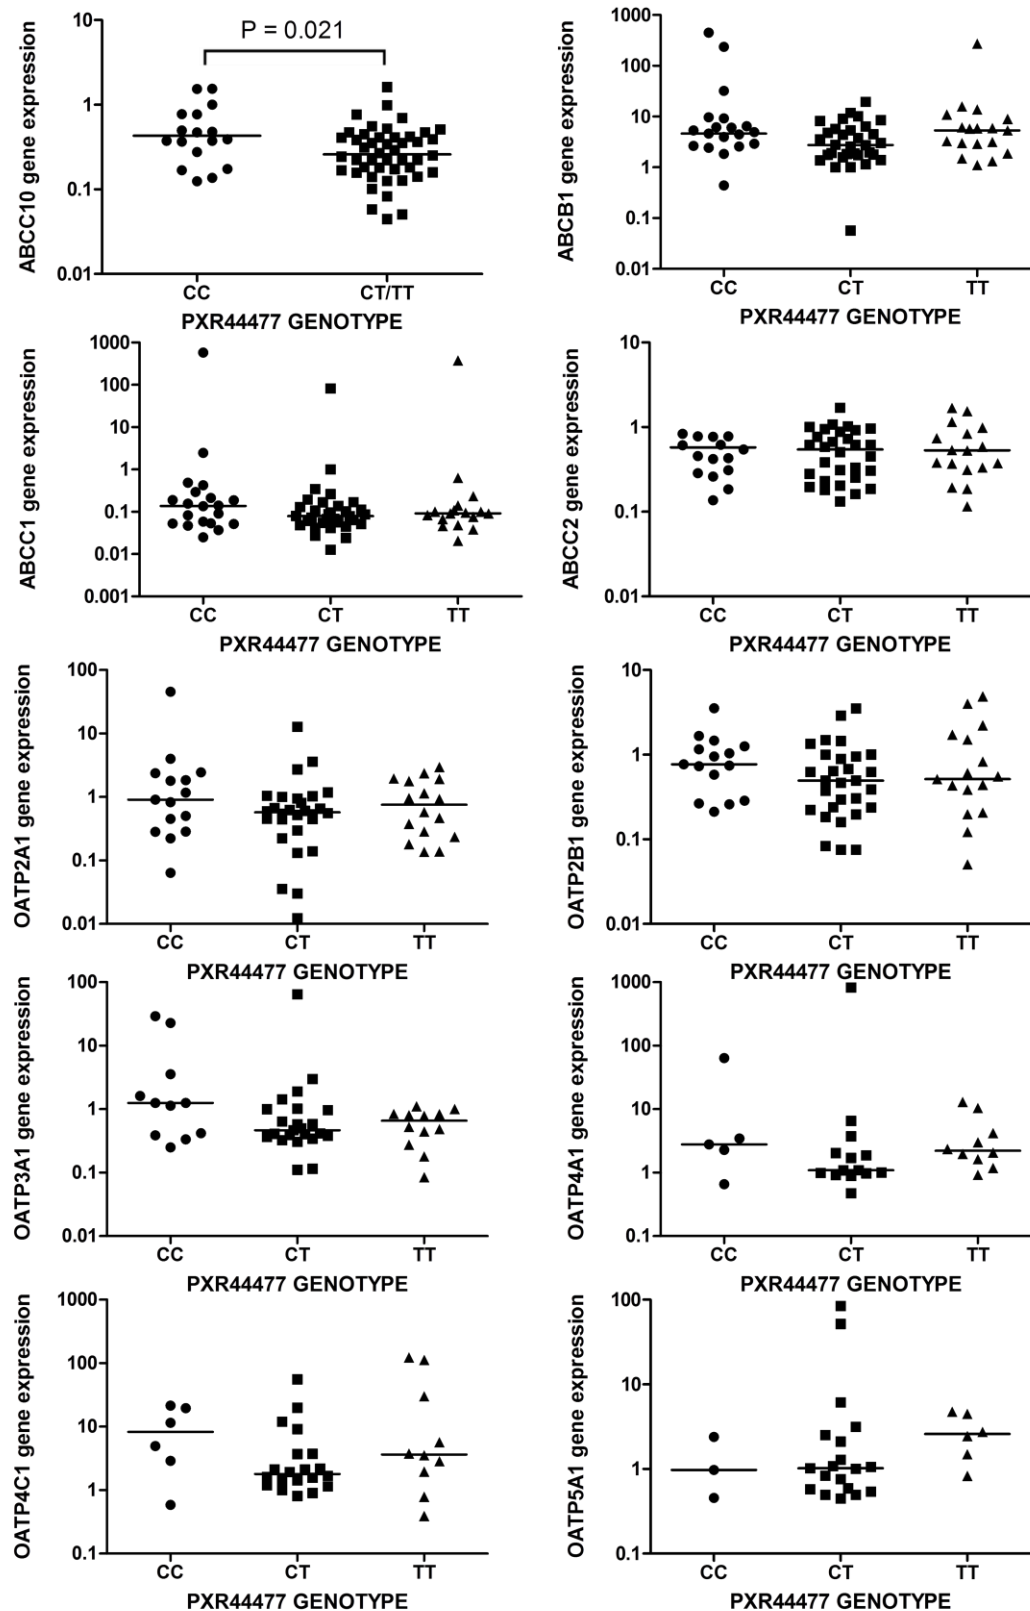 P = 0.021
ABCC10 gene expression
10
1
0.1
0.01
CC CT/TT
PXR44477 GENOTYPE
ABCB1 gene expression
1000
100
10
1
0.1
0.01
CC CT TT
PXR44477 GENOTYPE
ABCC1 gene expression
1000
100
10
1
0.1
0.01
0.001
CC CT TT
PXR44477 GENOTYPE
ABCC2 gene expression
10
1
0.1
0.01
CC CT TT
PXR44477 GENOTYPE
OATP2A1 gene expression
100
10
1
0.1
0.01
CC CT TT
PXR44477 GENOTYPE
OATP2B1 gene expression
10
1
0.1
0.01
CC CT TT
PXR44477 GENOTYPE
OATP3A1 gene expression
100
10
1
0.1
0.01
CC CT TT
PXR44477 GENOTYPE
OATP4A1 gene expression
1000
100
10
1
0.1
CC CT TT
PXR44477 GENOTYPE
OATP4C1 gene expression
1000
100
10
1
0.1
CC CT TT
PXR44477 GENOTYPE
OATP5A1 gene expression
100
10
1
0.1
CC CT TT
PXR44477 GENOTYPE